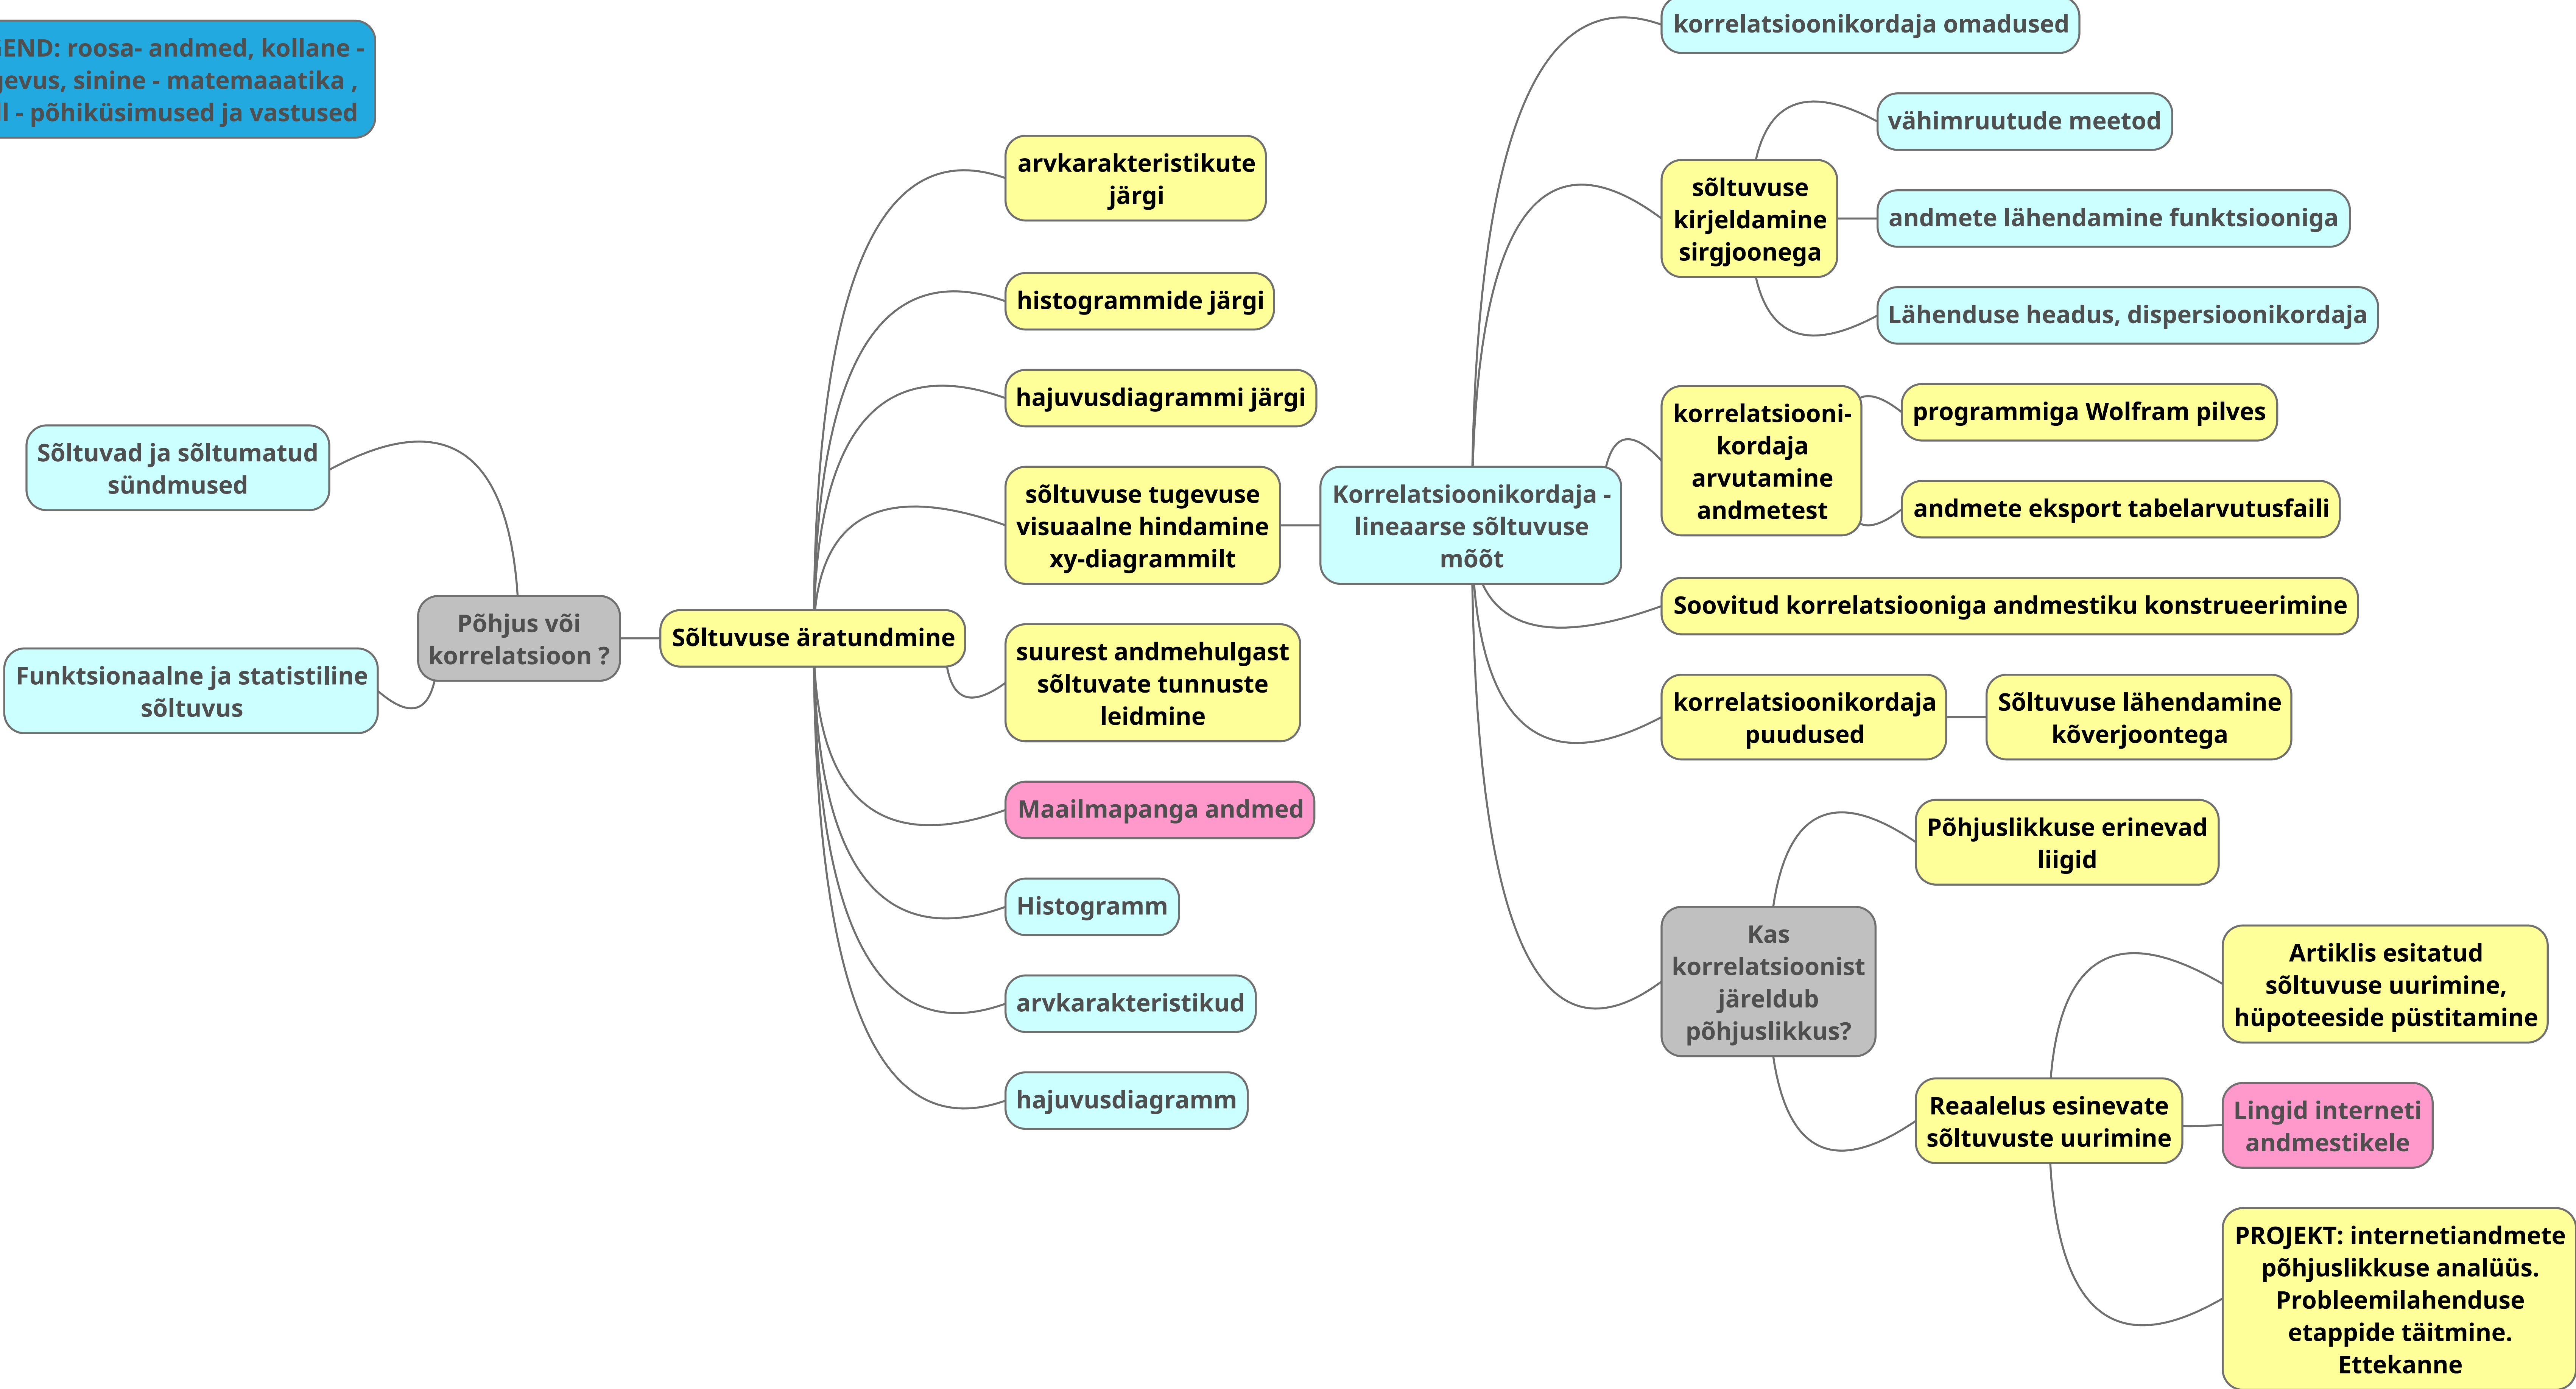 roosa- andmed, kollane -
sinine - matemaaatika ,
- põhiküsimused ja vastused
Sõltuvad ja sõltumatud
sündmused
Funktsionaalne ja statistiline
sõltuvus
Põhjus või
korrelatsioon ?
Sõltuvuse äratundmine
arvkarakteristikute
järgi
histogrammide järgi
hajuvusdiagrammi järgi
sõltuvuse tugevuse
visuaalne hindamine
xy-diagrammilt
suurest andmehulgast
sõltuvate tunnuste
leidmine
Maailmapanga andmed
Histogramm
arvkarakteristikud
hajuvusdiagramm
Korrelatsioonikordaja -
lineaarse sõltuvuse
mõõt
korrelatsioonikordaja omadused
sõltuvuse
kirjeldamine
sirgjoonega
vähimruutude meetod
andmete lähendamine funktsiooniga
Lähenduse headus, dispersioonikordaja
korrelatsiooni-
kordaja
arvutamine
andmetest
programmiga Wolfram pilves
andmete eksport tabelarvutusfaili
Soovitud korrelatsiooniga andmestiku konstrueerimine
korrelatsioonikordaja
puudused
Sõltuvuse lähendamine
kõverjoontega
Kas
korrelatsioonist
järeldub
põhjuslikkus?
Põhjuslikkuse erinevad
liigid
Reaalelus esinevate
sõltuvuste uurimine
Artiklis esitatud
sõltuvuse uurimine,
hüpoteeside püstitamine
Lingid interneti
andmestikele
PROJEKT: internetiandmete
põhjuslikkuse analüüs.
Probleemilahenduse
etappide täitmine.
Ettekanne